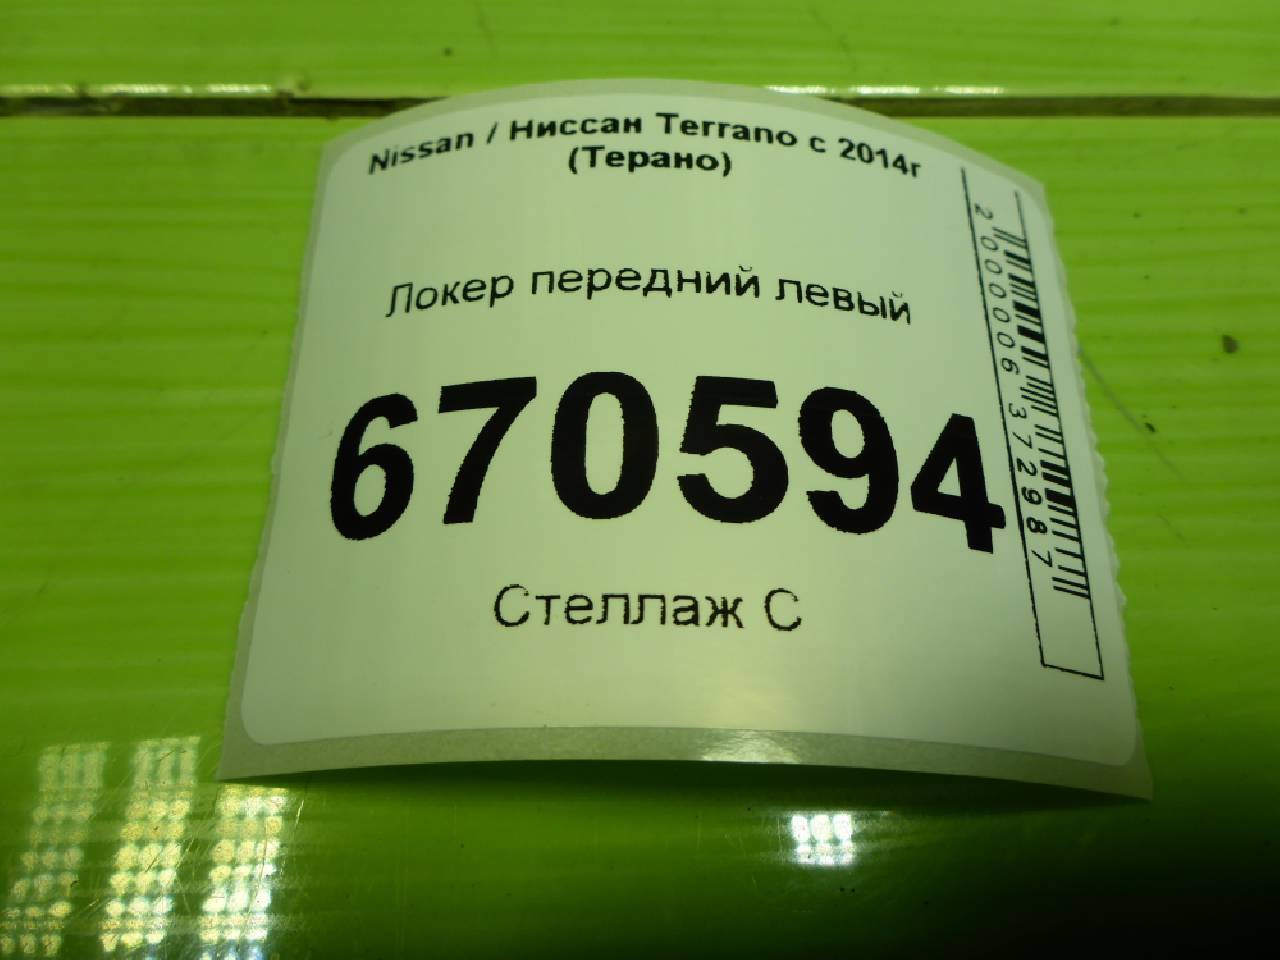 Nissan / Ниссан Terrano с 2014г
(Терано)
Локер передний левый
670594
Стеллаж С
2000006372987